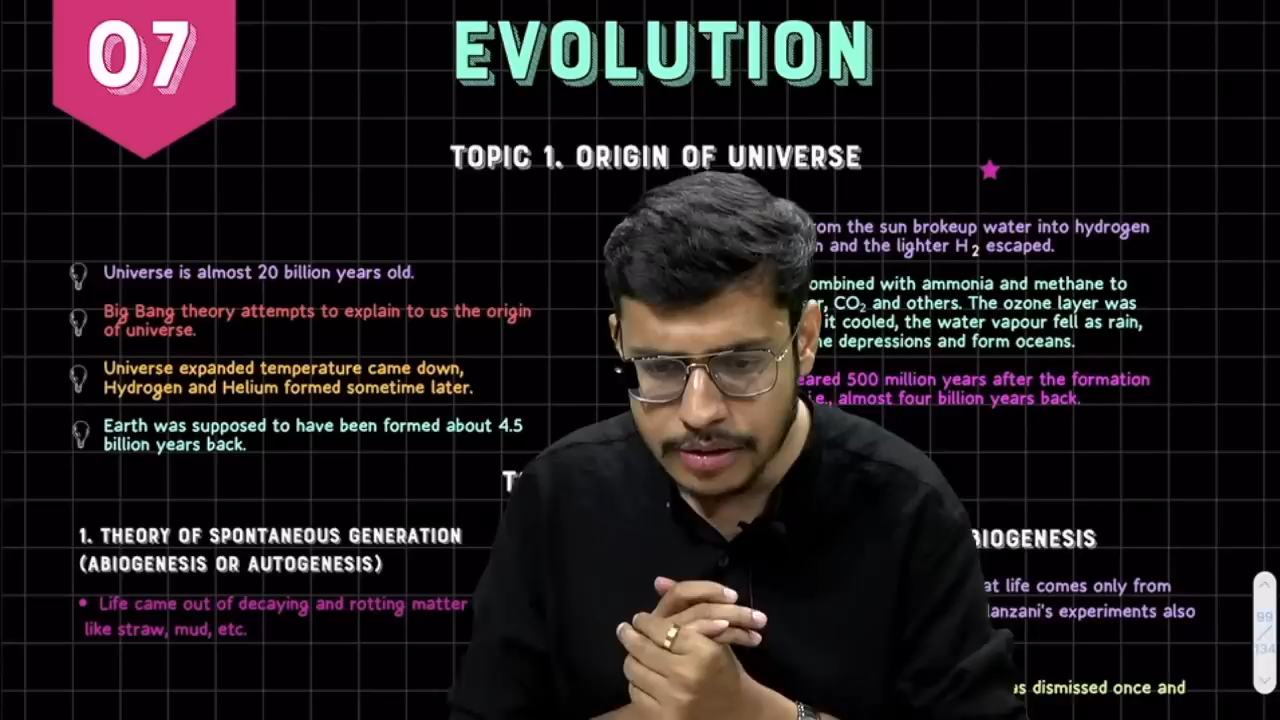 07
EVOLUTION
TOPIC 1. ORIGIN OF UNIVERSE
Universe is almost 20 billion years old.
Big Bang theory attempts to explain to us the origin
of universe.
Universe expanded temperature came down,
Hydrogen and Helium formed sometime later.
Earth was supposed to have been formed about 4.5
billion years back.
the sun brokeup water into hydrogen
and the lighter H₂ escaped.
with ammonia and methane to
CO₂ and others. The ozone layer was
it cooled, the water vapour fell as rain,
depressions and form oceans.
500 million years after the formation
i.e., almost four billion years back.
1. THEORY OF SPONTANEOUS GENERATION
(ABIOGENESIS OR AUTOGENESIS)
• Life came out of decaying and rotting matter
like straw, mud, etc.
life comes only from
experiments also
dismissed once and
99
/
134